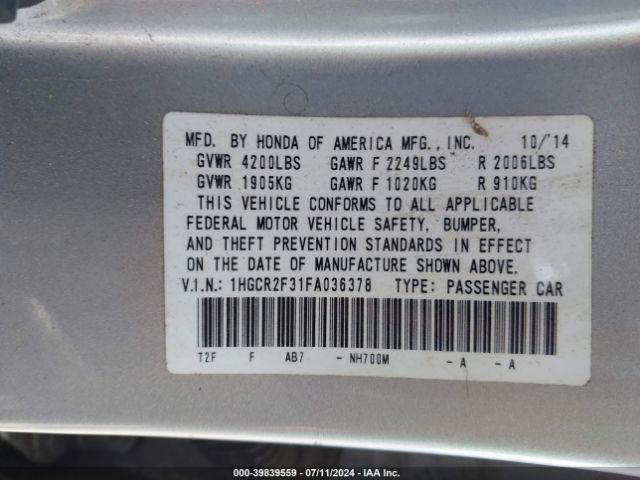 MFD. BY HONDA OF AMERICA MFG., INC. 10/'14
GVWR 4200LBS GAWR F 2249LBS R 2006LBS
GVWR 1905KG GAWR F 1020KG R 910KG
THIS VEHICLE CONFORMS TO ALL APPLICABLE
FEDERAL MOTOR VEHICLE SAFETY, BUMPER,
AND THEFT PREVENTION STANDARDS IN EFFECT
ON THE DATE OF MANUFACTURE SHOWN ABOVE.
V.I.N.: 1HGCR2F31FA036378 TYPE: PASSENGER CAR
T2F F AB7 - NH700M - A - A
000-39839559 - 07/11/2024 - IAA Inc.